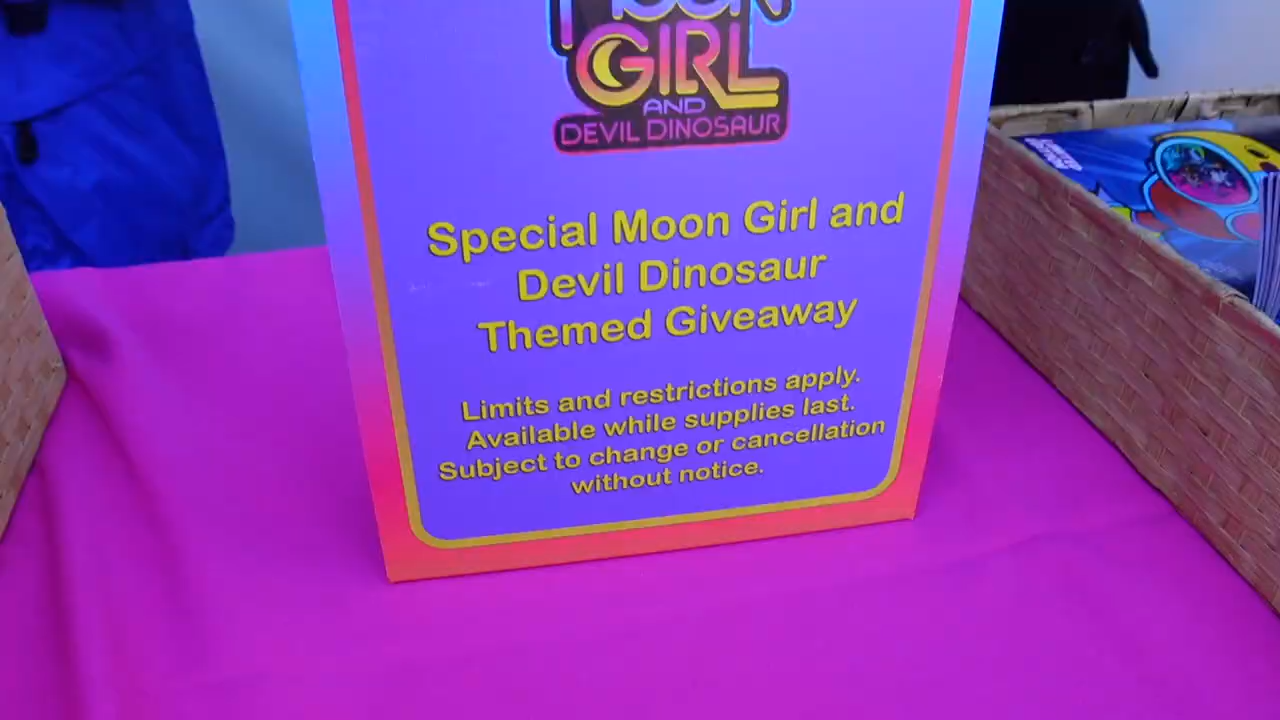 MOON
GIRL
AND
DEVIL DINOSAUR
Special Moon Girl and
Devil Dinosaur
Themed Giveaway
Limits and restrictions apply.
Available while supplies last.
Subject to change or cancellation
without notice.